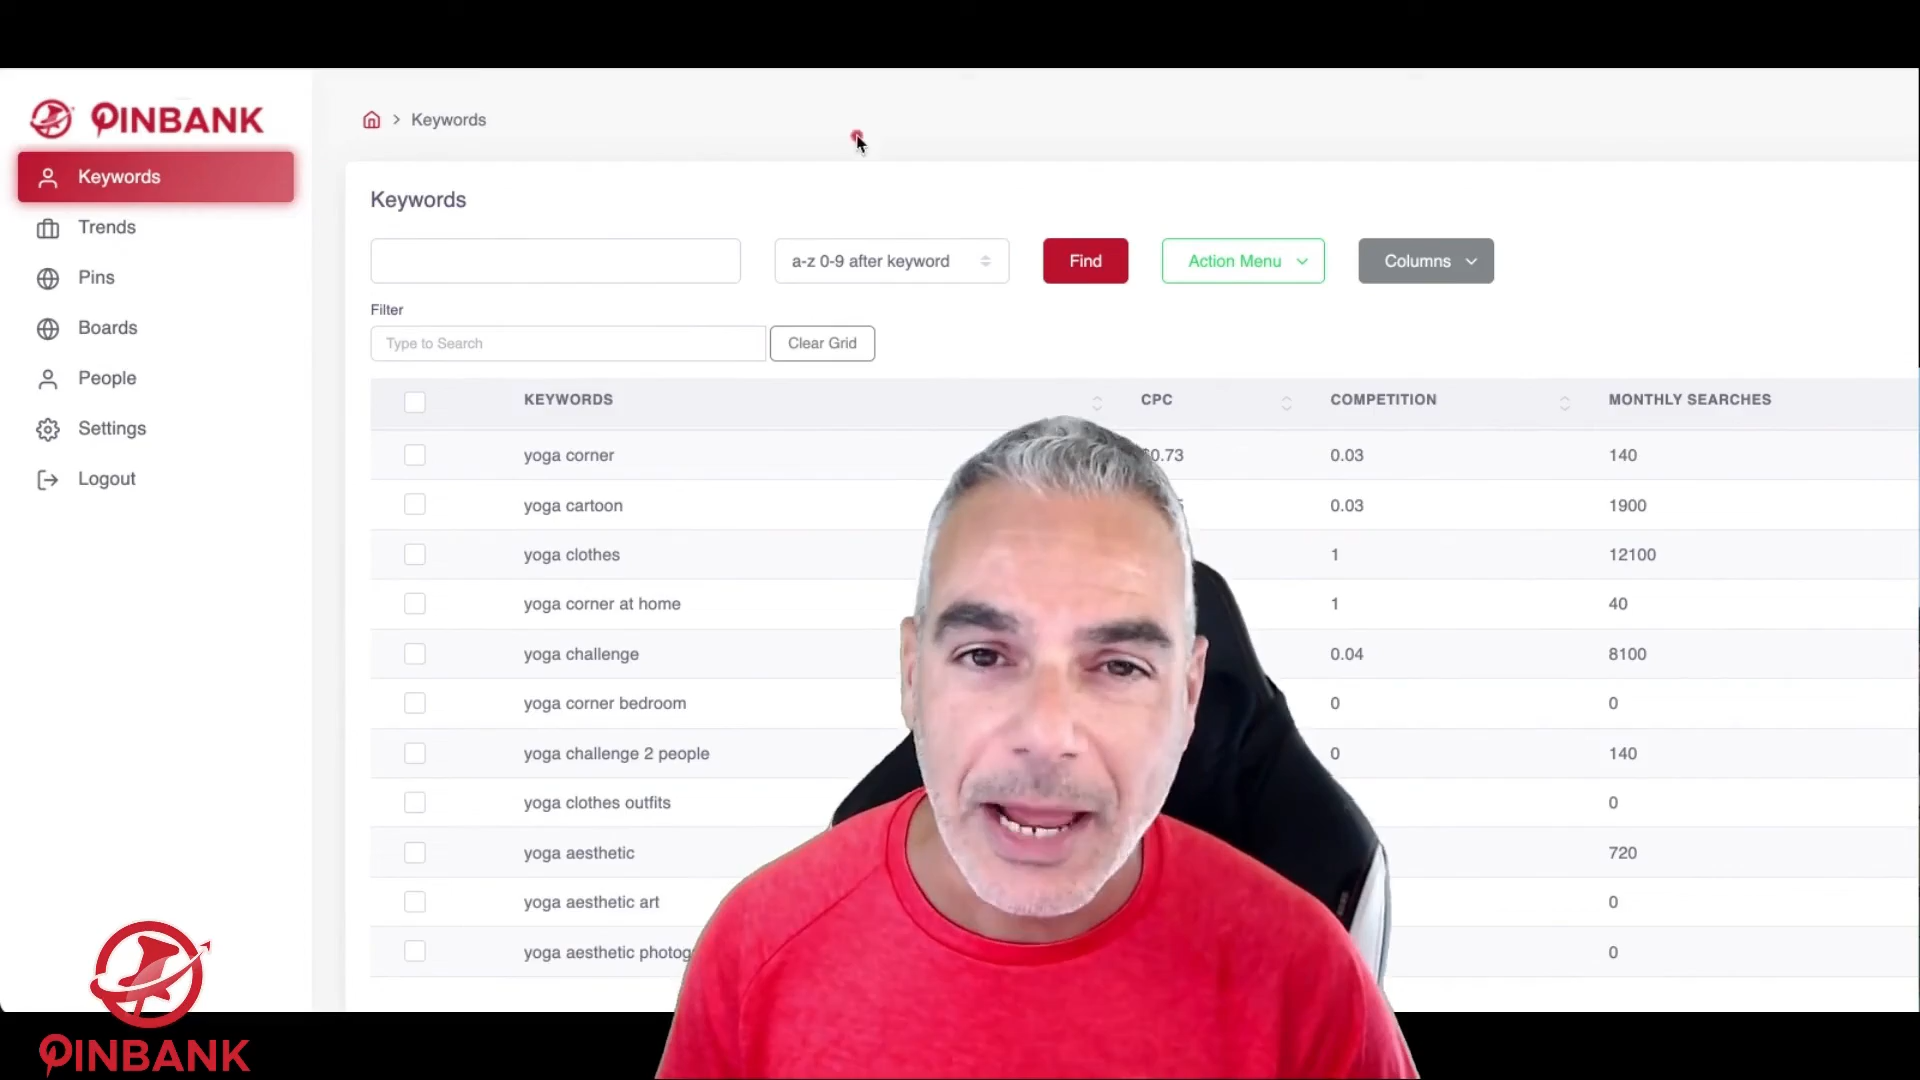 PINBANK
Keywords
Trends
Pins
Boards
People
Settings
Logout
> Keywords
Keywords
a-z 0-9 after keyword
Find
Action Menu
Columns
Filter
Type to Search
Clear Grid
KEYWORDS CPC COMPETITION MONTHLY SEARCHES
yoga corner 0.73 0.03 140
yoga cartoon 0.03 1900
yoga clothes 1 12100
yoga corner at home 1 40
yoga challenge 0.04 8100
yoga corner bedroom 0 0
yoga challenge 2 people 0 140
yoga clothes outfits 0
yoga aesthetic 720
yoga aesthetic art 0
yoga aesthetic 0
PINBANK